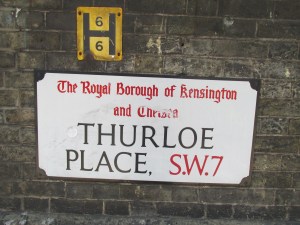 6
H
6
The Royal Borough of Kensington
and Chelsea
THURLOE
PLACE, S.W.7